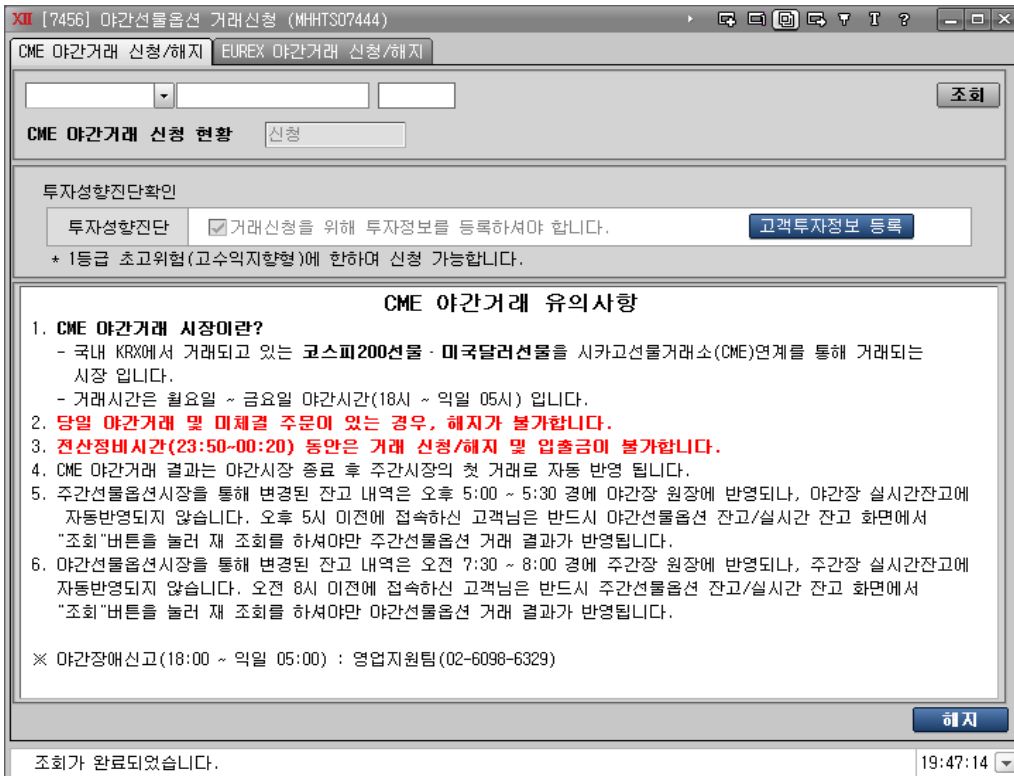 XII [7456] 야간선물옵션 거래신청 (MHHTS07444)
T ?
CME 야간거래 신청/해지 EUREX 야간거래 신청/해지
조회
CME 야간거래 신청 현황 신청
투자성향진단확인
투자성향진단 거래신청을 위해 투자정보를 등록하셔야 합니다. 고객투자정보 등록
* 1등급 초고위험(고수익지향형)에 한하며 신청 가능합니다.
CME 야간거래 유의사항
1. CME 야간거래 시장이란?
- 국내 KRX에서 거래되고 있는 코스피200선물 · 미국달러선물을 시카고선물거래소(CME)연계를 통해 거래되는
시장 입니다.
- 거래시간은 월요일 ~ 금요일 야간시간(18시 ~ 익일 05시) 입니다.
2. 당일 야간거래 및 미체결 주문이 있는 경우, 해지가 불가합니다.
3. 전산정비시간(23:50~00:20) 동안은 거래 신청/해지 및 입출금이 불가합니다.
4. CME 야간거래 결과는 야간시장 종료 후 주간시장의 첫 거래로 자동 반영 됩니다.
5. 주간선물옵션시장을 통해 변경된 잔고 내역은 오후 5:00 ~ 5:30 경에 야간장 원장에 반영되나, 야간장 실시간잔고에
자동반영되지 않습니다. 오후 5시 이전에 접속하신 고객님은 반드시 야간선물옵션 잔고/실시간 잔고 화면에서
"조회"버튼을 눌러 재 조회를 하셔야만 주간선물옵션 거래 결과가 반영됩니다.
6. 야간선물옵션시장을 통해 변경된 잔고 내역은 오전 7:30 ~ 8:00 경에 주간장 원장에 반영되나, 주간장 실시간잔고에
자동반영되지 않습니다. 오전 8시 이전에 접속하신 고객님은 반드시 주간선물옵션 잔고/실시간 잔고 화면에서
"조회"버튼을 눌러 재 조회를 하셔야만 야간선물옵션 거래 결과가 반영됩니다.
※ 야간장애신고(18:00 ~ 익일 05:00) : 영업지원팀(02-6098-6329)
해지
조회가 완료되었습니다. 19:47:14